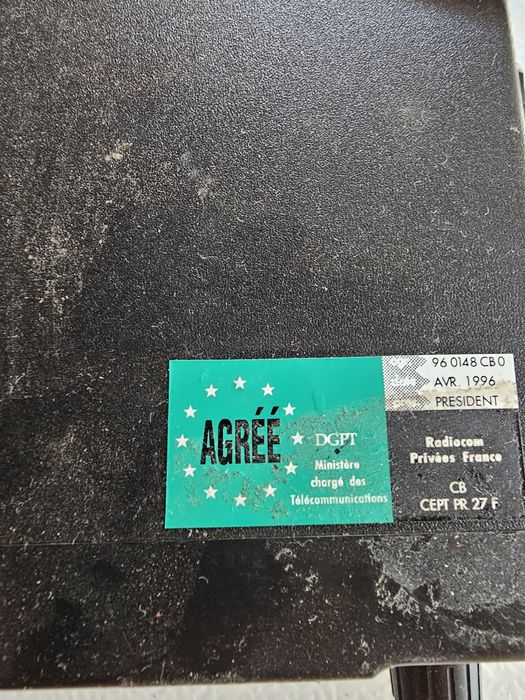 96 0148 CB 0
AVR. 1996
PRESIDENT
AGRÉÉ
DGPT
Ministère
chargé des
Télécommunications
Radiocom
Privées France
CB
CEPT PR 27 F